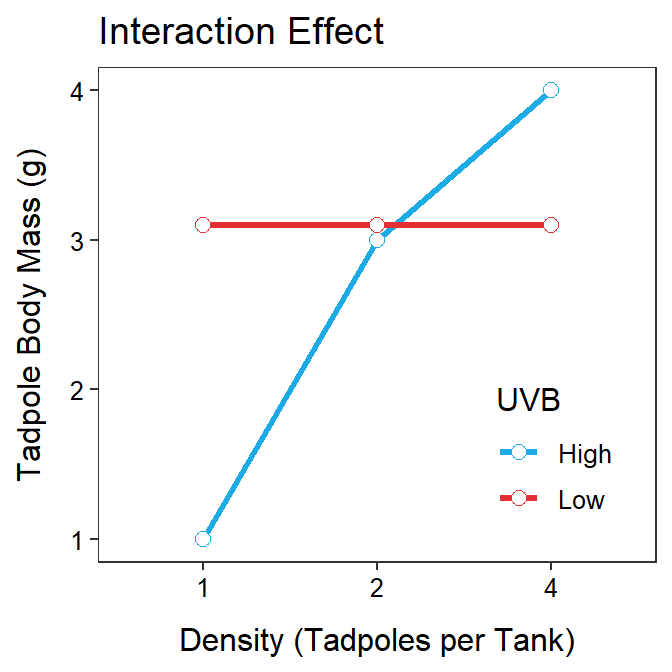 Interaction Effect
Tadpole Body Mass (g)
4
3
2
1
UVB
High
Low
1 2 4
Density (Tadpoles per Tank)